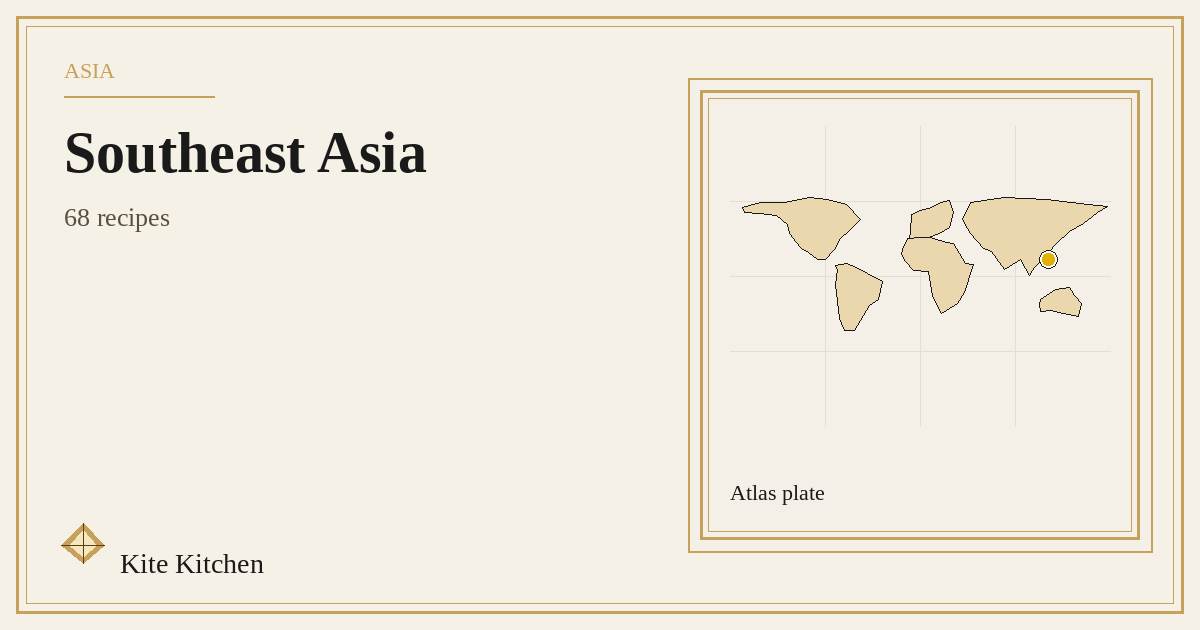 ASIA
Southeast Asia
68 recipes
Atlas plate
Kite Kitchen